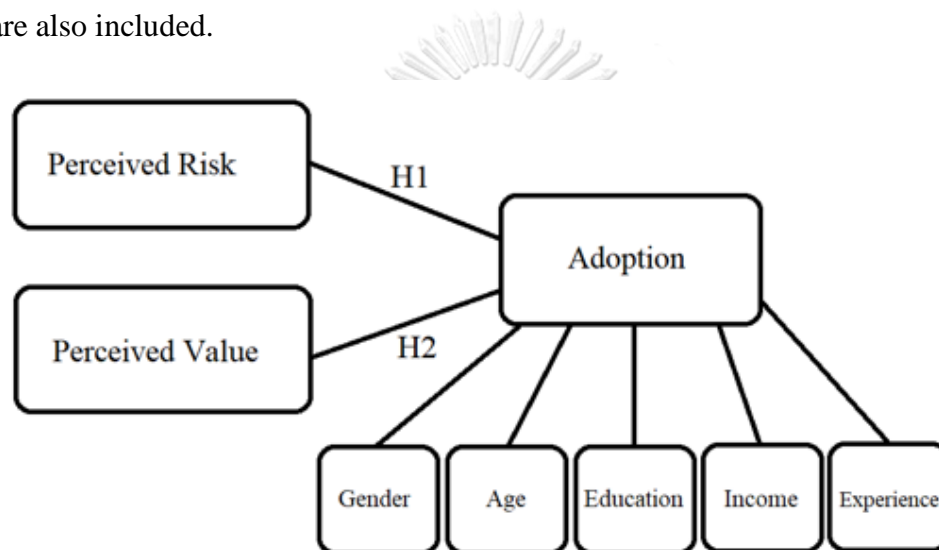 are also included.
Perceived Risk
H1
Adoption
Perceived Value
H2
Gender
Age
Education
Income
Experience